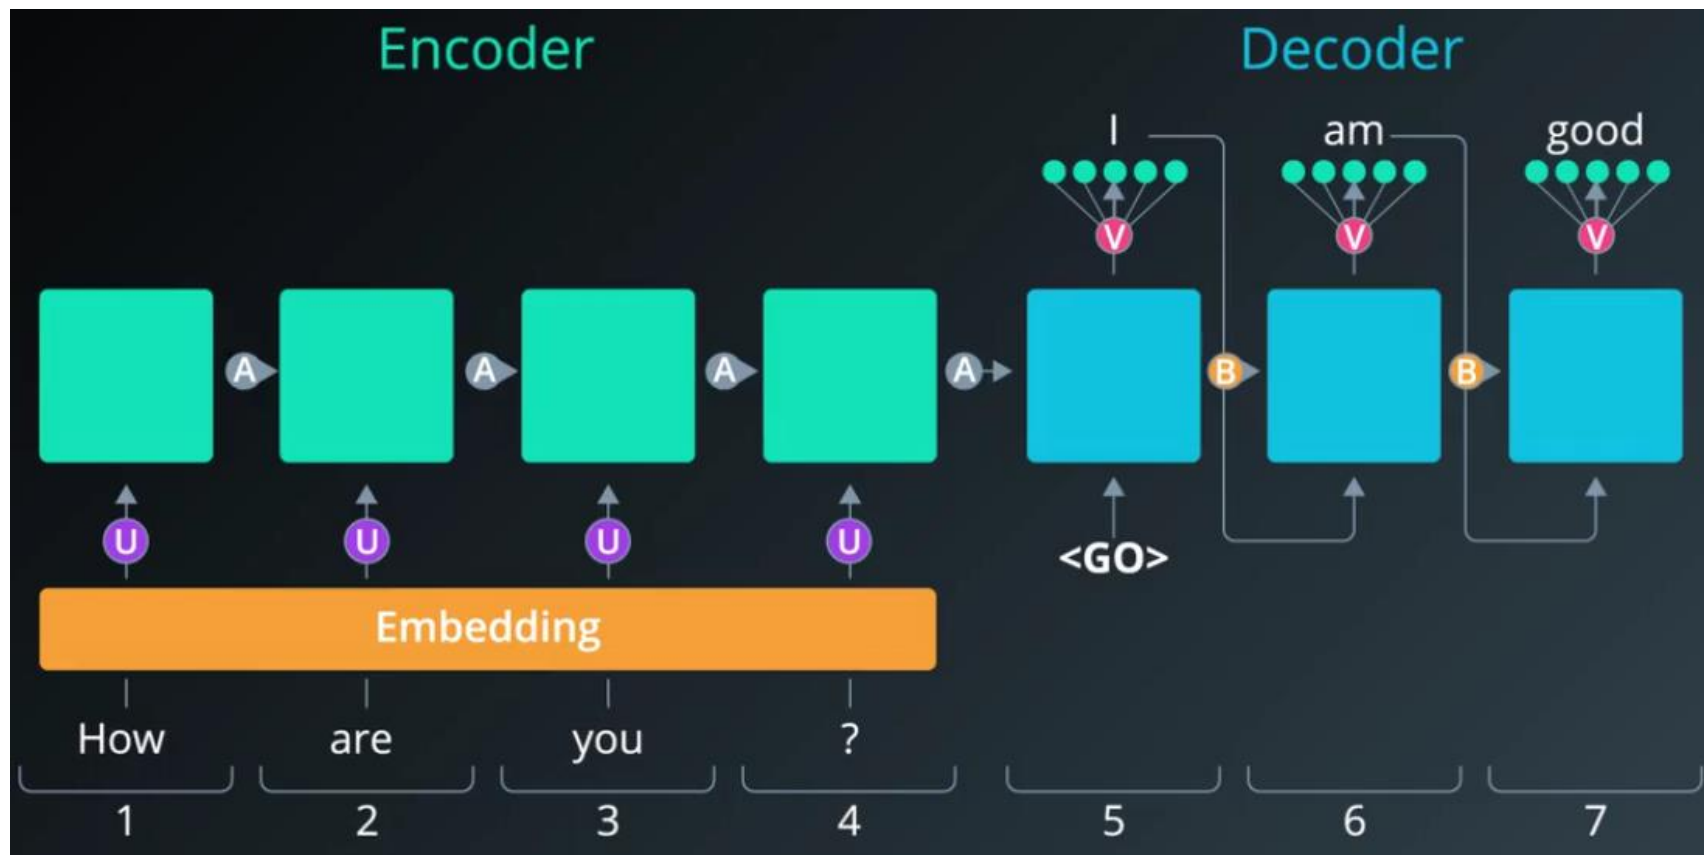 Encoder Decoder
I am good
V V V
A A A A B B
U U U U <GO>
Embedding
How are you ?
1 2 3 4 5 6 7